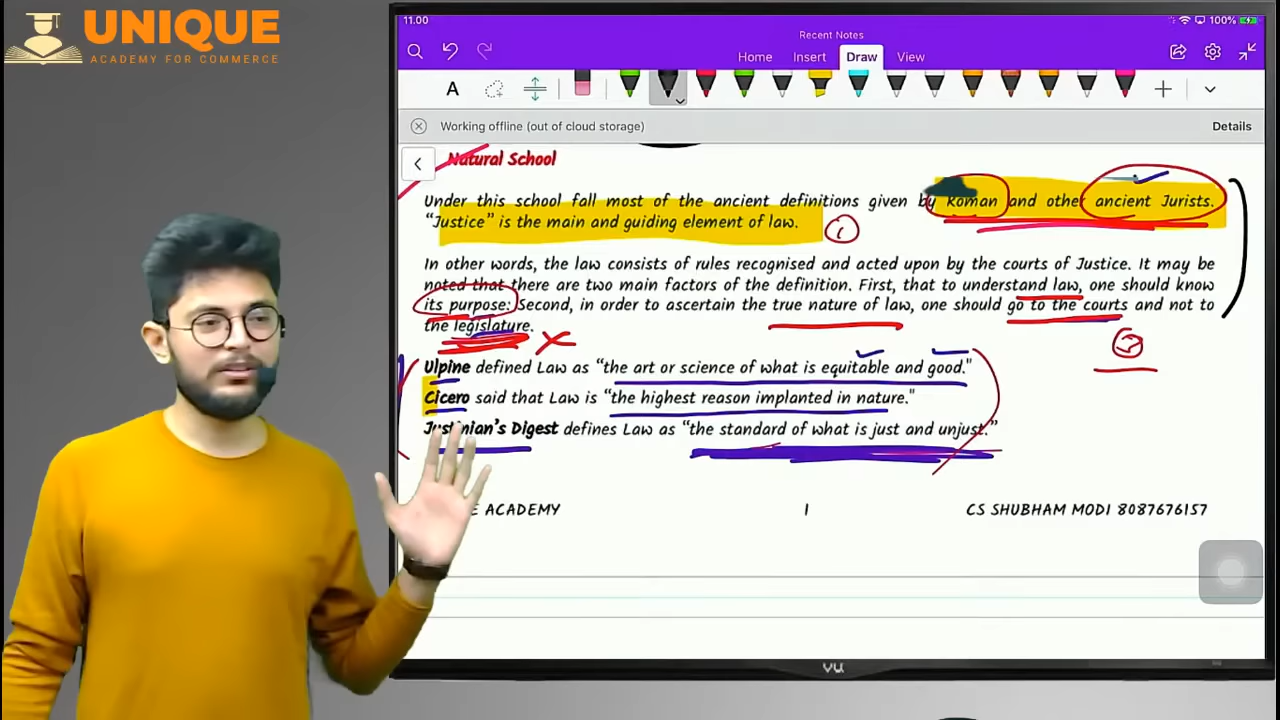 UNIQUE
ACADEMY FOR COMMERCE
11.00
100%
Recent Notes
Home Insert Draw View
A
Working offline (out of cloud storage)
Details
Natural School
Under this school fall most of the ancient definitions given by Roman and other ancient Jurists.
“Justice” is the main and guiding element of law.
In other words, the law consists of rules recognised and acted upon by the courts of Justice. It may be
noted that there are two main factors of the definition. First, that to understand law, one should know
its purpose: Second, in order to ascertain the true nature of law, one should go to the courts and not to
the legislature.
Ulpine defined Law as “the art or science of what is equitable and good."
Cicero said that Law is “the highest reason implanted in nature."
Justinian’s Digest defines Law as “the standard of what is just and unjust.”
E ACADEMY
1
CS SHUBHAM MODI 8087676157
VU